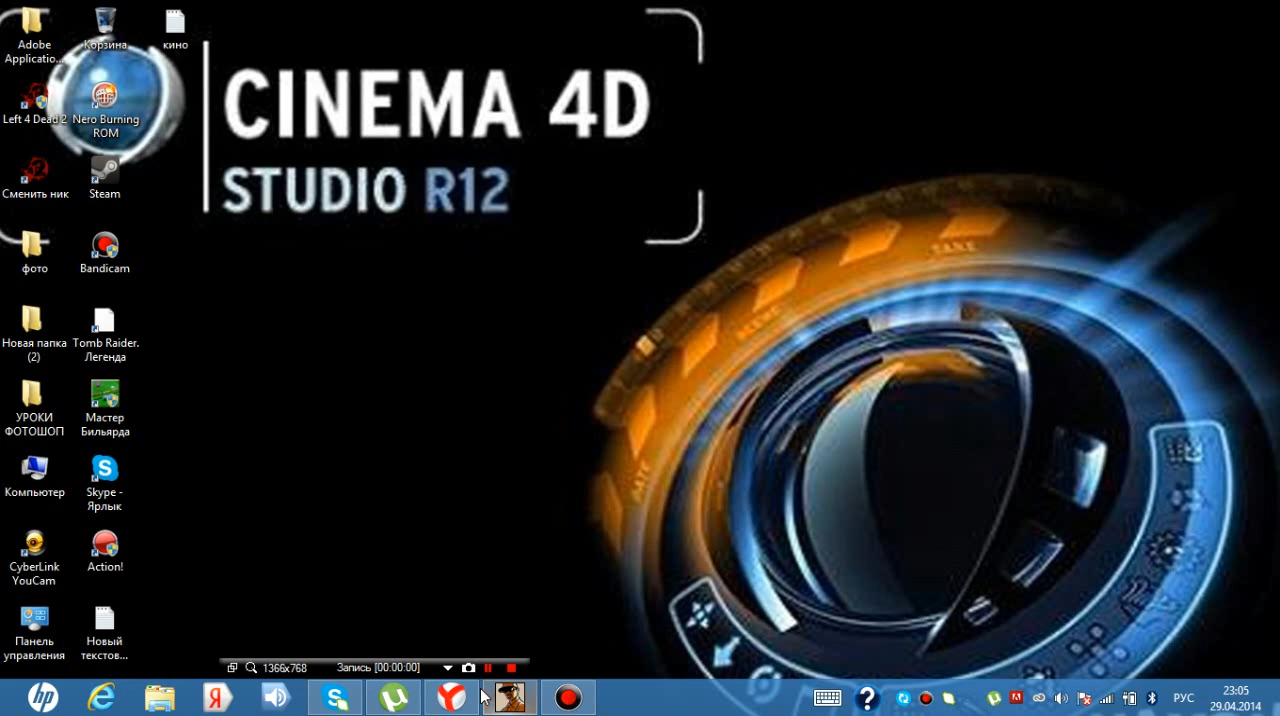 CINEMA 4D
STUDIO R12
Adobe
Applicatio...
Корзина
кино
Left 4 Dead 2
Nero Burning
ROM
Сменить ник
Steam
фото
Bandicam
Новая папка
(2)
Tomb Raider.
Легенда
УРОКИ
ФОТОШОП
Мастер
Бильярда
Компьютер
Skype -
Ярлык
CyberLink
YouCam
Action!
Панель
управления
Новый
текстов...
TAKE
1366x768
Запись [00:00:00]
hp
Я
РУС
23:05
29.04.2014